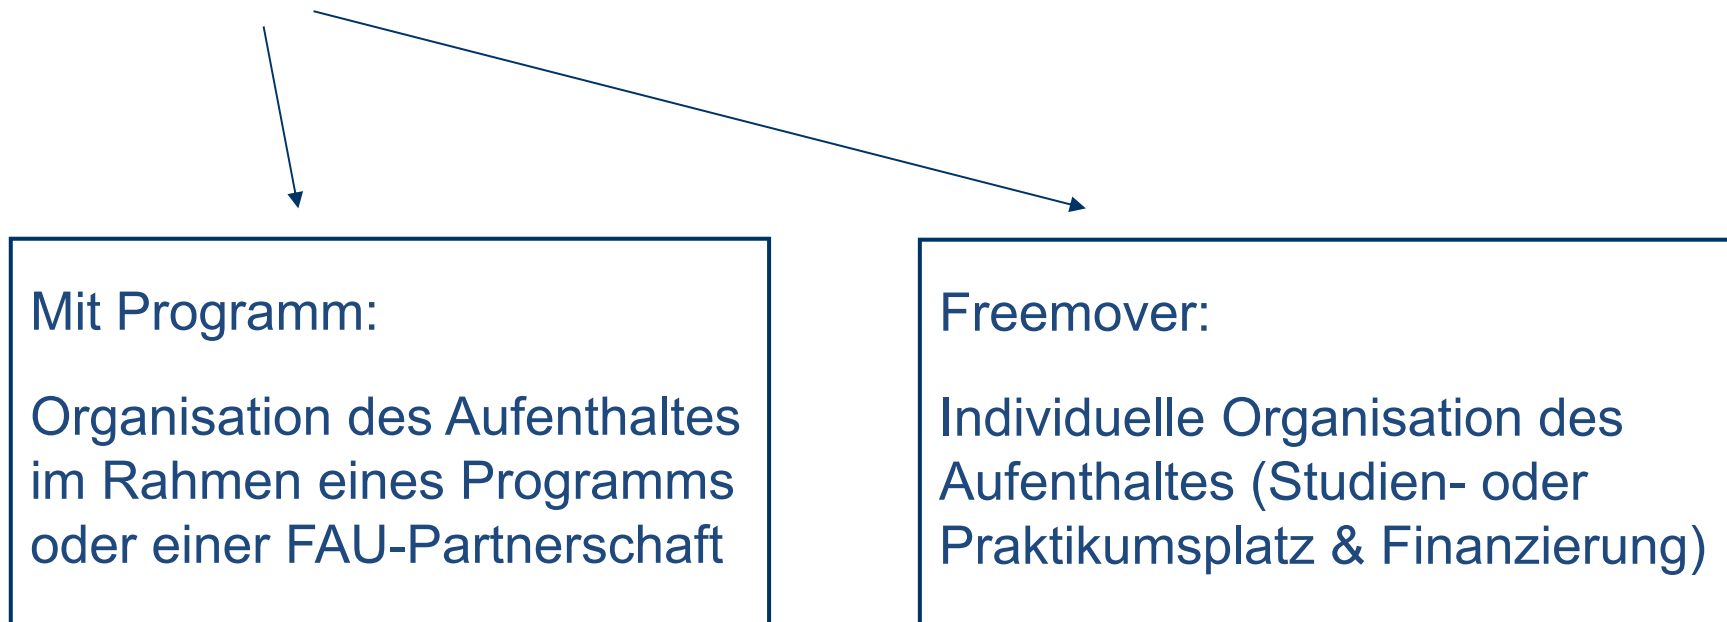 Mit Programm:
Organisation des Aufenthaltes
im Rahmen eines Programms
oder einer FAU-Partnerschaft
Freemover:
Individuelle Organisation des
Aufenthaltes (Studien- oder
Praktikumsplatz & Finanzierung)